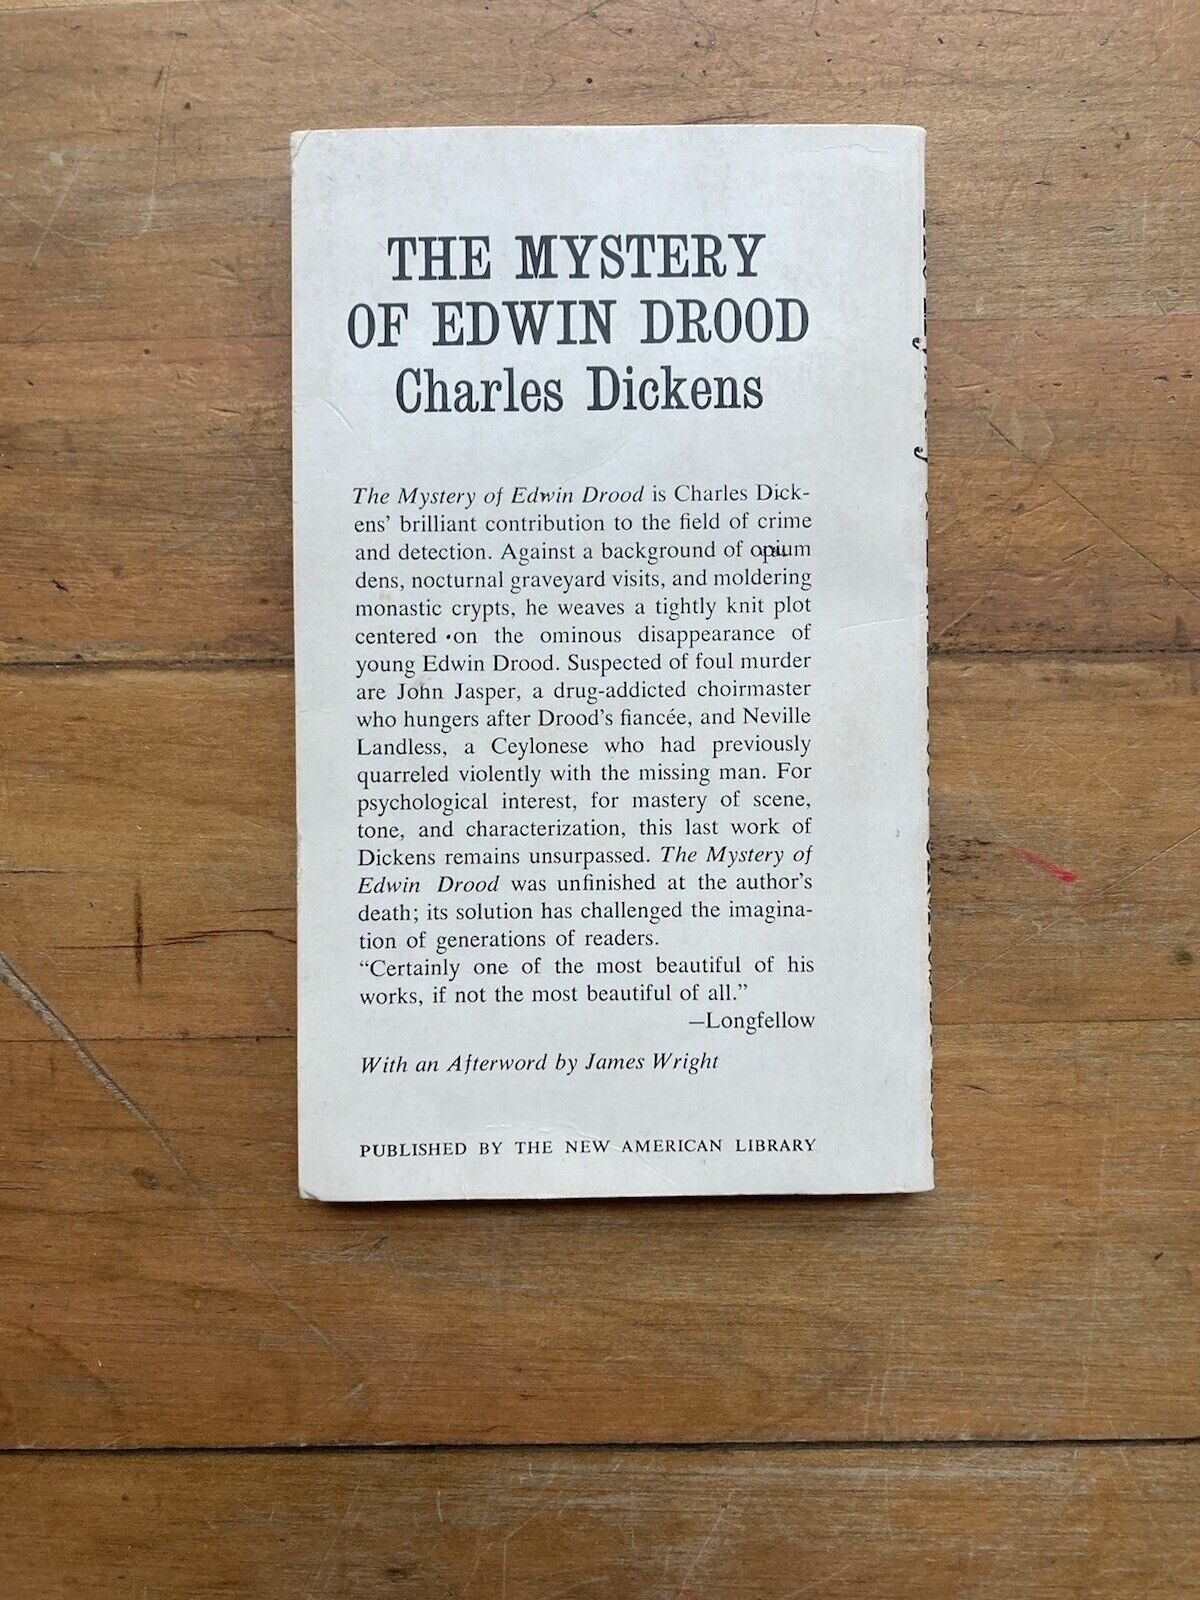 THE MYSTERY
OF EDWIN DROOD
Charles Dickens
The Mystery of Edwin Drood is Charles Dick-
ens' brilliant contribution to the field of crime
and detection. Against a background of opium
dens, nocturnal graveyard visits, and moldering
monastic crypts, he weaves a tightly knit plot
centered on the ominous disappearance of
young Edwin Drood. Suspected of foul murder
are John Jasper, a drug-addicted choirmaster
who hungers after Drood's fiancée, and Neville
Landless, a Ceylonese who had previously
quarreled violently with the missing man. For
psychological interest, for mastery of scene,
tone, and characterization, this last work of
Dickens remains unsurpassed. The Mystery of
Edwin Drood was unfinished at the author's
death; its solution has challenged the imagina-
tion of generations of readers.
“Certainly one of the most beautiful of his
works, if not the most beautiful of all.”
—Longfellow
With an Afterword by James Wright
PUBLISHED BY THE NEW AMERICAN LIBRARY